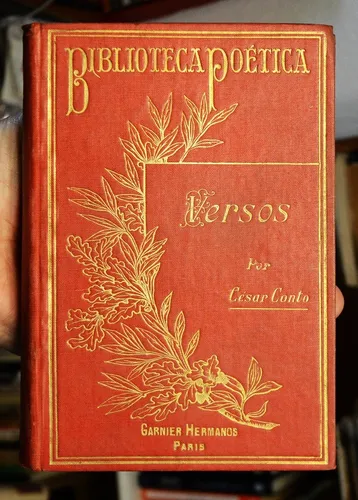 BIBLIOTECA POÉTICA
Versos
Por
Cesar Conto
GARNIER HERMANOS
PARIS